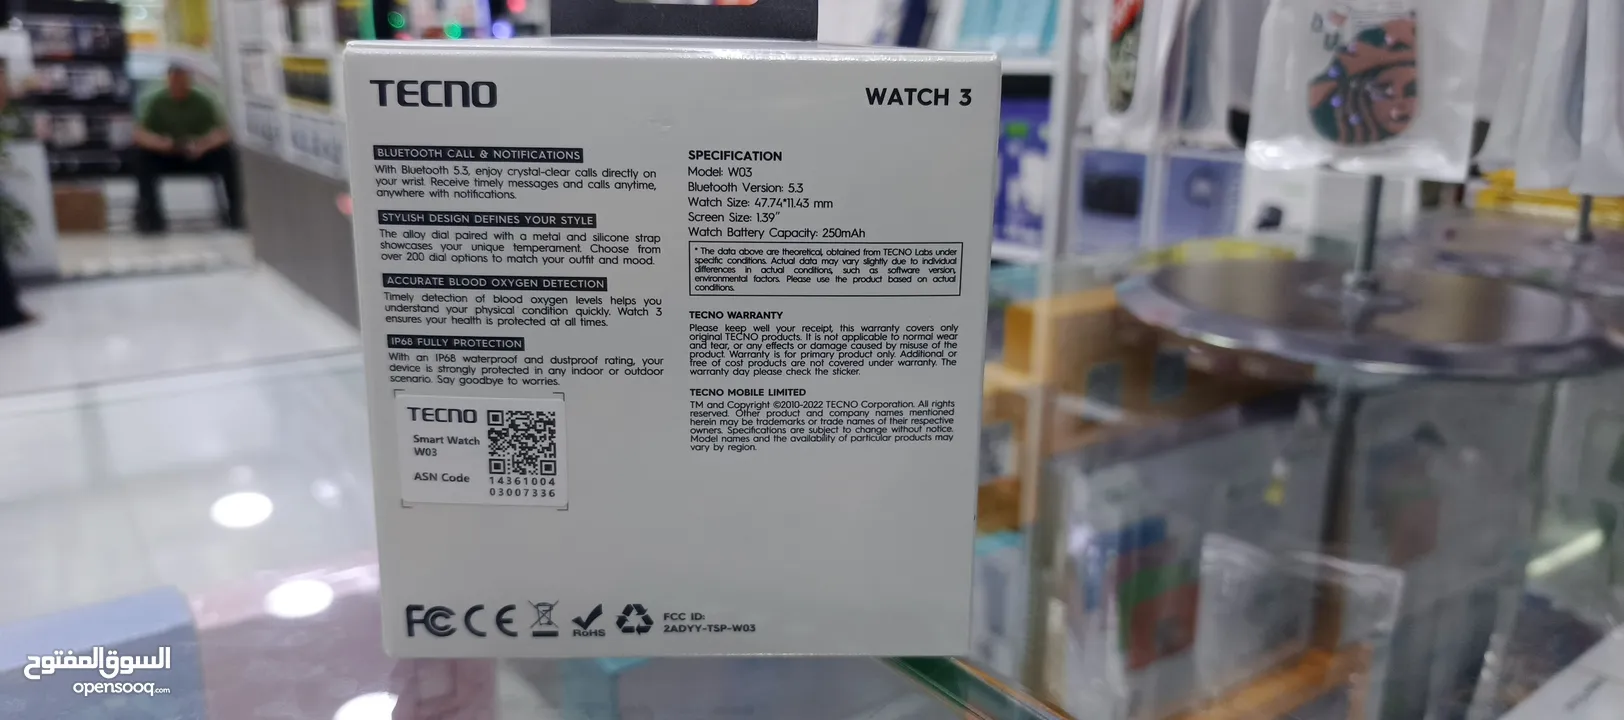 TECNO
WATCH 3
BLUETOOTH CALL & NOTIFICATIONS
With Bluetooth 5.3, enjoy crystal-clear calls directly on
your wrist. Receive timely messages and calls anytime,
anywhere with notifications.
STYLISH DESIGN DEFINES YOUR STYLE
The alloy dial paired with a metal and silicone strap
showcases your unique temperament. Choose from
over 200 dial options to match your outfit and mood.
ACCURATE BLOOD OXYGEN DETECTION
Timely detection of blood oxygen levels helps you
understand your physical condition quickly. Watch 3
ensures your health is protected at all times.
IP68 FULLY PROTECTION
With an IP68 waterproof and dustproof rating, your
device is strongly protected in any indoor or outdoor
scenario. Say goodbye to worries.
TECNO
Smart Watch
W03
ASN Code
14361004
03007336
SPECIFICATION
Model: W03
Bluetooth Version: 5.3
Watch Size: 47.74*11.43 mm
Screen Size: 1.39"
Watch Battery Capacity: 250mAh
* The data above are theoretical, obtained from TECNO Labs under
specific conditions. Actual data may vary slightly due to individual
differences in actual conditions, such as software version,
environmental factors. Please use the product based on actual
conditions.
TECNO WARRANTY
Please keep well your receipt, this warranty covers only
original TECNO products. It is not applicable to normal wear
and tear, or any effects or damage caused by misuse of the
product. Warranty is for primary product only. Additional or
free of cost products are not covered under warranty. The
warranty day please check the sticker.
TECNO MOBILE LIMITED
TM and Copyright ©2010-2022 TECNO Corporation. All rights
reserved. Other product and company names mentioned
herein may be trademarks or trade names of their respective
owners. Specifications are subject to change without notice.
Model names and the availability of particular products may
vary by region.
FC CE
RoHS
FCC ID:
2ADYY-TSP-W03
السوق المفتوح
opensooq.com